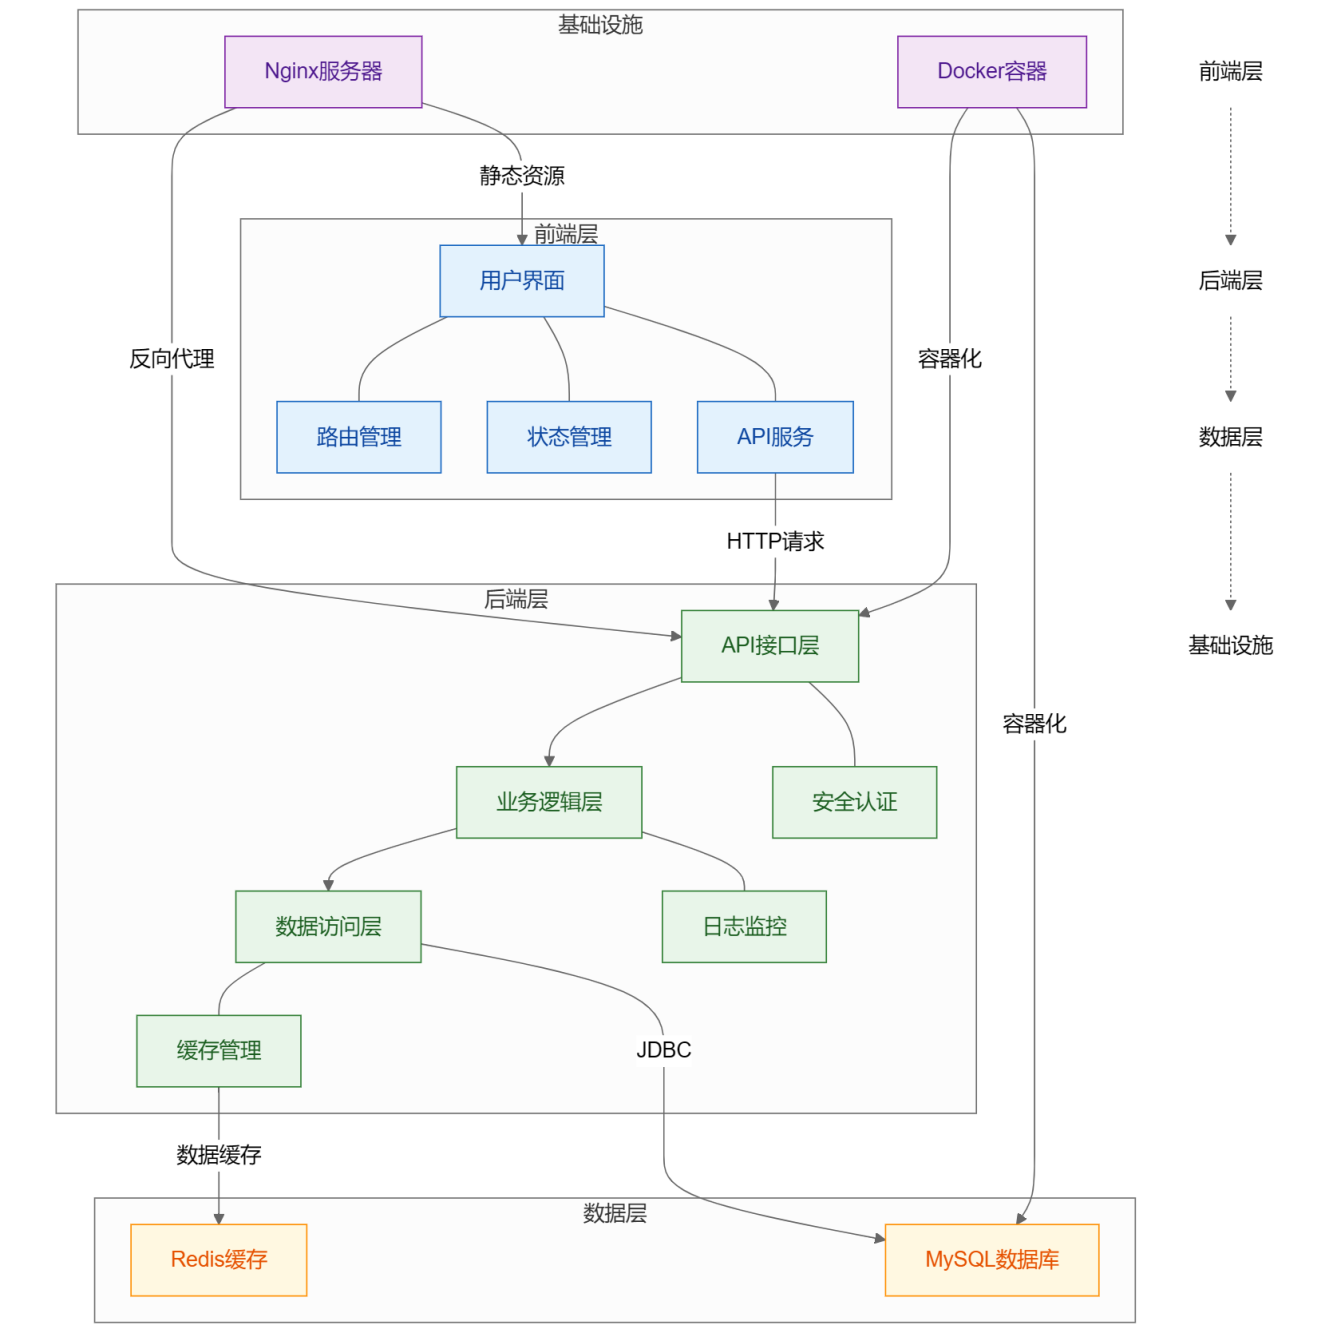 基础设施
Nginx服务器
Docker容器
前端层
静态资源
前端层
用户界面
后端层
反向代理
容器化
路由管理
状态管理
API服务
数据层
HTTP请求
后端层
API接口层
基础设施
容器化
业务逻辑层
安全认证
数据访问层
日志监控
缓存管理
JDBC
数据缓存
数据层
Redis缓存
MySQL数据库